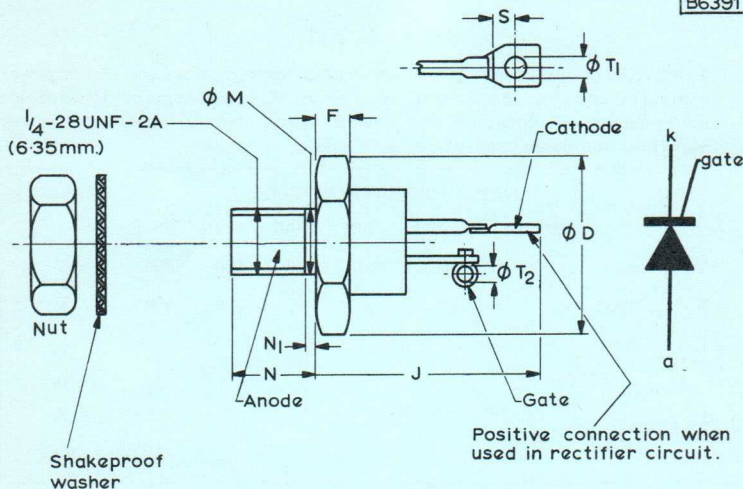 B6391
S
φ T1
φ M
F
1/4-28UNF-2A
(6·35mm.)
Cathode
k
gate
φ D
φ T2
Nut
N1
N
J
a
Anode
Gate
Positive connection when
used in rectifier circuit.
Shakeproof
washer